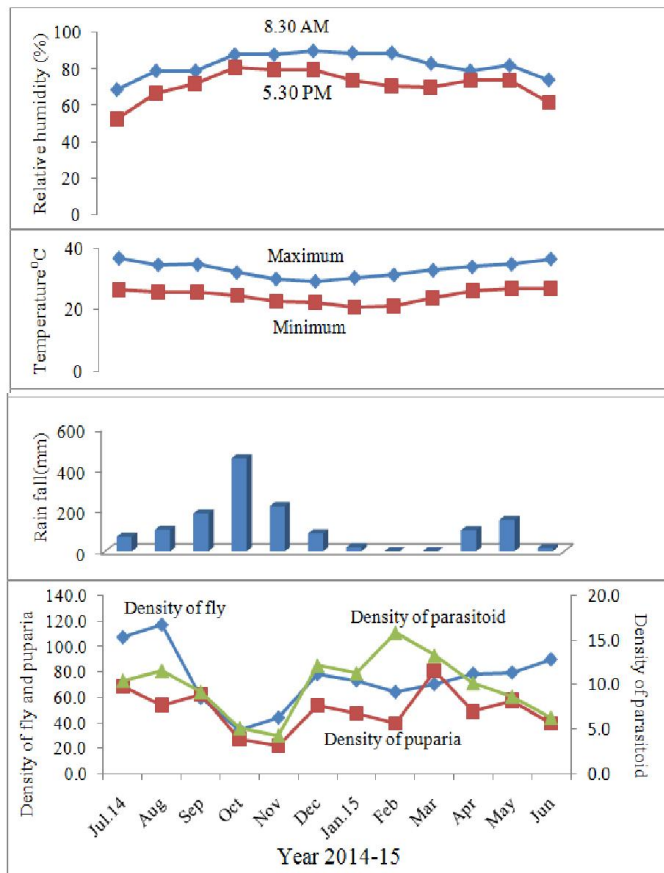 Relative humidity (%)
100
80
60
40
20
0
8.30 AM
5.30 PM
Temperature⁰C
40
20
0
Maximum
Minimum
Rain fall(mm)
600
400
200
0
Density of fly and puparia
140.0
120.0
100.0
80.0
60.0
40.0
20.0
0.0
Density of fly
Density of parasitoid
Density of puparia
20.0
15.0
10.0
5.0
0.0
Density of parasitoid
Jul.14
Aug
Sep
Oct
Nov
Dec
Jan.15
Feb
Mar
Apr
May
Jun
Year 2014-15